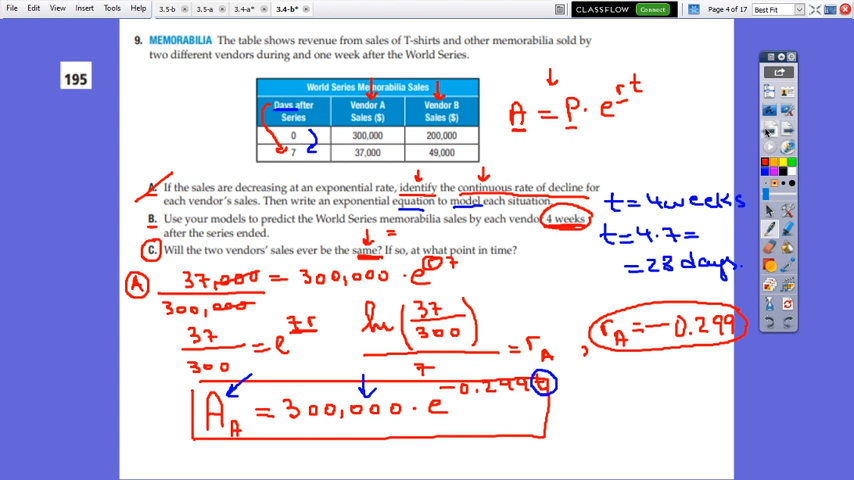 File Home Insert Tools Help
3.5-b 3.5-a 3.4-a* 3.4-b*
CLASSFLOW Connect
Page 4 of 17 Best Fit
9. MEMORABILIA The table shows revenue from sales of T-shirts and other memorabilia sold by
two different vendors during and one week after the World Series.
195
World Series Memorabilia Sales
Days after Series Vendor A Sales ($) Vendor B Sales ($)
0 300,000 200,000
7 37,000 49,000
A = P · e^rt
A. If the sales are decreasing at an exponential rate, identify the continuous rate of decline for
each vendor's sales. Then write an exponential equation to model each situation.
B. Use your models to predict the World Series memorabilia sales by each vendor 4 weeks
after the series ended.
C. Will the two vendors' sales ever be the same? If so, at what point in time?
=
t = 4 weeks
t = 4.7 =
= 28 days.
A 37,000 / 300,000 = 300,000 · e^r7
37 / 300 = e^7r
ln (37 / 300) / 7 = rA , rA = -0.299
A_A = 300,000 · e^-0.299t